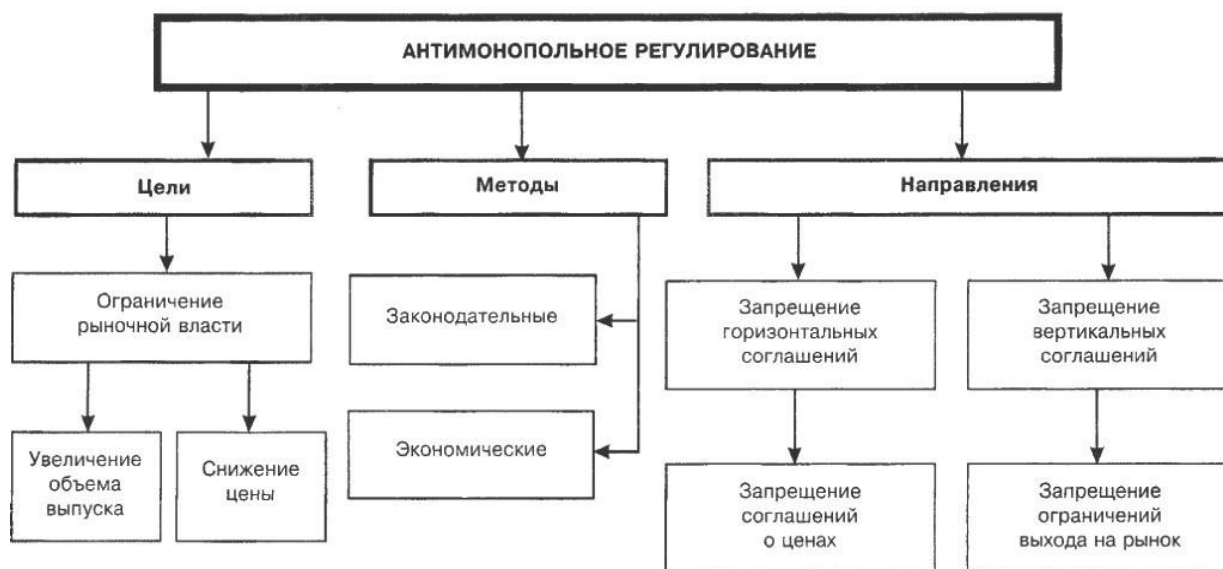 АНТИМОНОПОЛЬНОЕ РЕГУЛИРОВАНИЕ
Цели
Методы
Направления
Ограничение
рыночной власти
Увеличение
объема
выпуска
Снижение
цены
Законодательные
Экономические
Запрещение
горизонтальных
соглашений
Запрещение
вертикальных
соглашений
Запрещение
соглашений
о ценах
Запрещение
ограничений
выхода на рынок